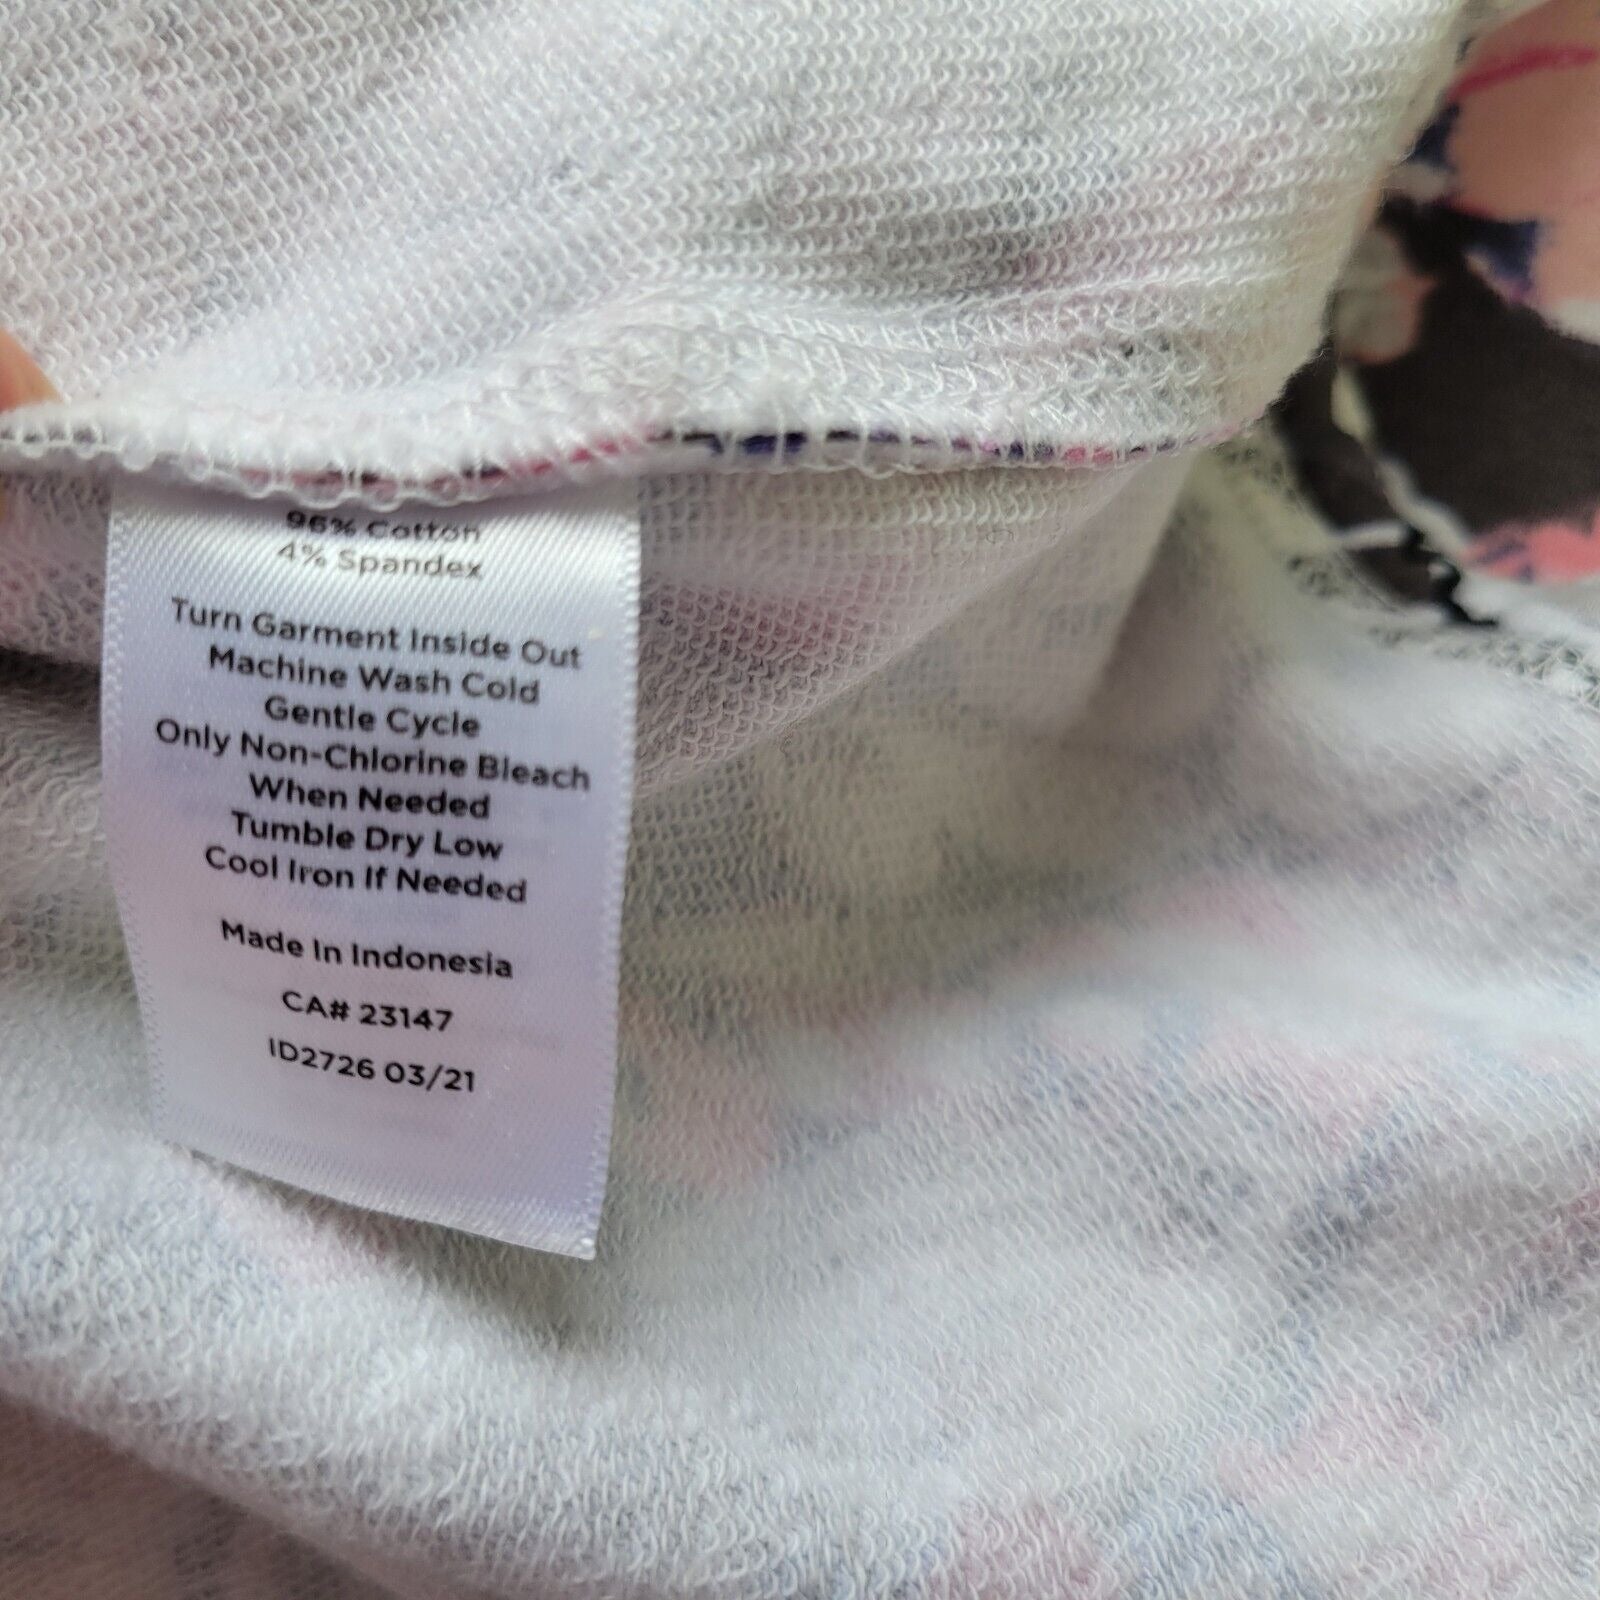 96% Cotton
4% Spandex
Turn Garment Inside Out
Machine Wash Cold
Gentle Cycle
Only Non-Chlorine Bleach
When Needed
Tumble Dry Low
Cool Iron If Needed
Made In Indonesia
CA# 23147
ID2726 03/21